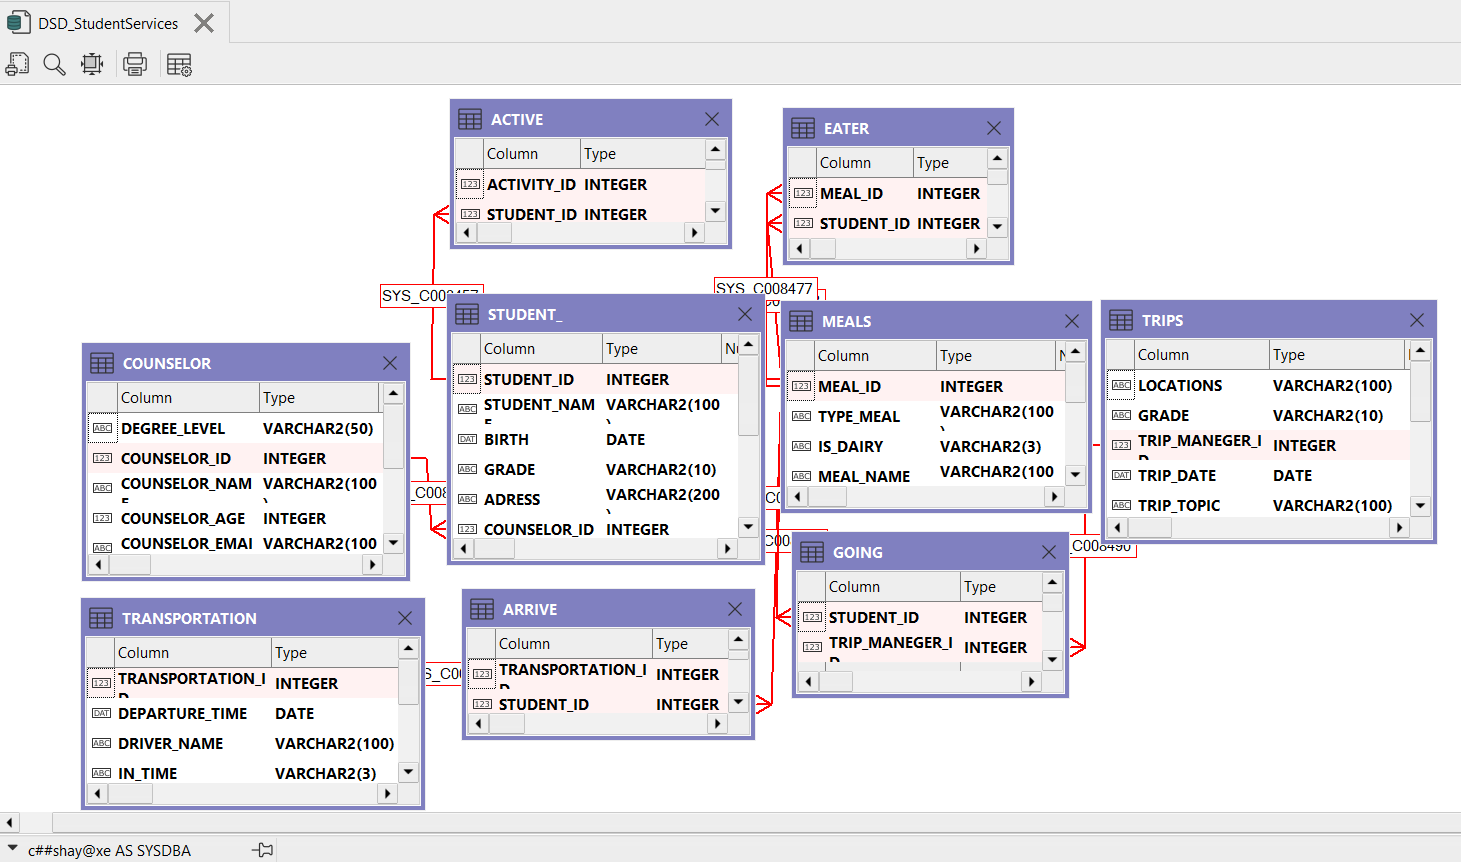 DSD_StudentServices
ACTIVE
Column Type
ACTIVITY_ID INTEGER
STUDENT_ID INTEGER
EATER
Column Type
MEAL_ID INTEGER
STUDENT_ID INTEGER
SYS_C008457
SYS_C008477
STUDENT_
Column Type
STUDENT_ID INTEGER
STUDENT_NAME VARCHAR2(100)
BIRTH DATE
GRADE VARCHAR2(10)
ADRESS VARCHAR2(200)
COUNSELOR_ID INTEGER
MEALS
Column Type
MEAL_ID INTEGER
TYPE_MEAL VARCHAR2(100)
IS_DAIRY VARCHAR2(3)
MEAL_NAME VARCHAR2(100
TRIPS
Column Type
LOCATIONS VARCHAR2(100)
GRADE VARCHAR2(10)
TRIP_MANEGER_ID INTEGER
TRIP_DATE DATE
TRIP_TOPIC VARCHAR2(100)
COUNSELOR
Column Type
DEGREE_LEVEL VARCHAR2(50)
COUNSELOR_ID INTEGER
COUNSELOR_NAME VARCHAR2(100)
COUNSELOR_AGE INTEGER
COUNSELOR_EMAI VARCHAR2(100
_C008490
GOING
Column Type
STUDENT_ID INTEGER
TRIP_MANEGER_ID INTEGER
TRANSPORTATION
Column Type
TRANSPORTATION_ID INTEGER
DEPARTURE_TIME DATE
DRIVER_NAME VARCHAR2(100)
IN_TIME VARCHAR2(3)
ARRIVE
Column Type
TRANSPORTATION_ID INTEGER
STUDENT_ID INTEGER
c##shay@xe AS SYSDBA